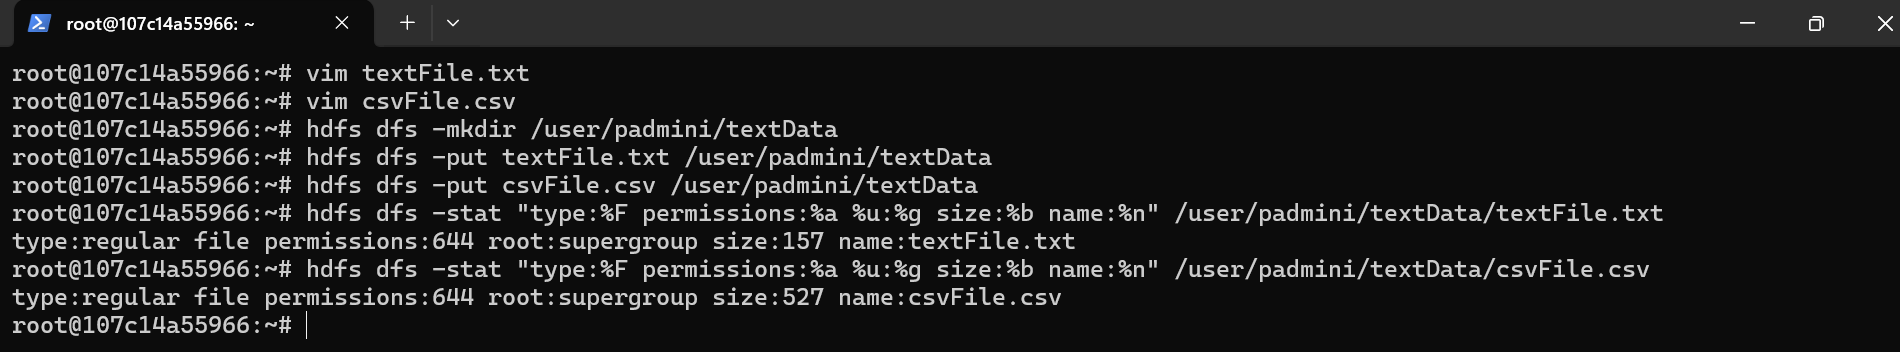 root@107c14a55966: ~
root@107c14a55966:~# vim textFile.txt
root@107c14a55966:~# vim csvFile.csv
root@107c14a55966:~# hdfs dfs -mkdir /user/padmini/textData
root@107c14a55966:~# hdfs dfs -put textFile.txt /user/padmini/textData
root@107c14a55966:~# hdfs dfs -put csvFile.csv /user/padmini/textData
root@107c14a55966:~# hdfs dfs -stat "type:%F permissions:%a %u:%g size:%b name:%n" /user/padmini/textData/textFile.txt
type:regular file permissions:644 root:supergroup size:157 name:textFile.txt
root@107c14a55966:~# hdfs dfs -stat "type:%F permissions:%a %u:%g size:%b name:%n" /user/padmini/textData/csvFile.csv
type:regular file permissions:644 root:supergroup size:527 name:csvFile.csv
root@107c14a55966:~#